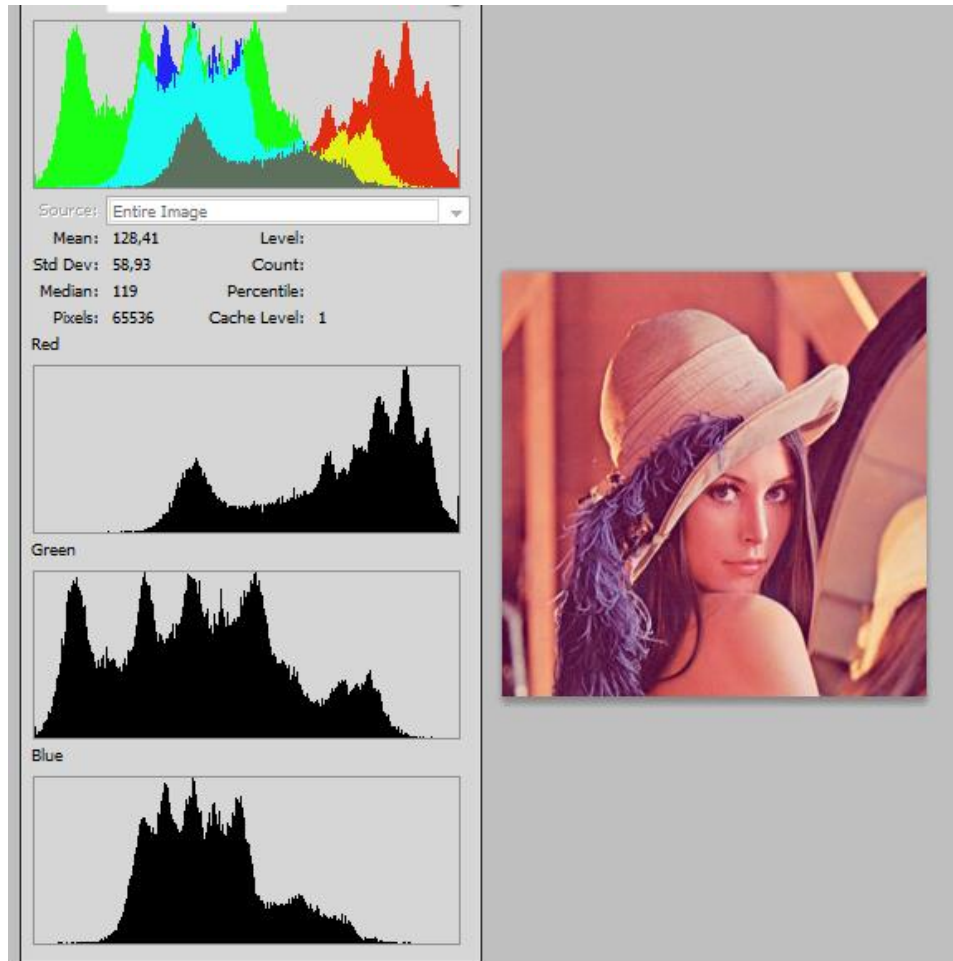 Source: Entire Image
Mean: 128,41 Level:
Std Dev: 58,93 Count:
Median: 119 Percentile:
Pixels: 65536 Cache Level: 1
Red
Green
Blue